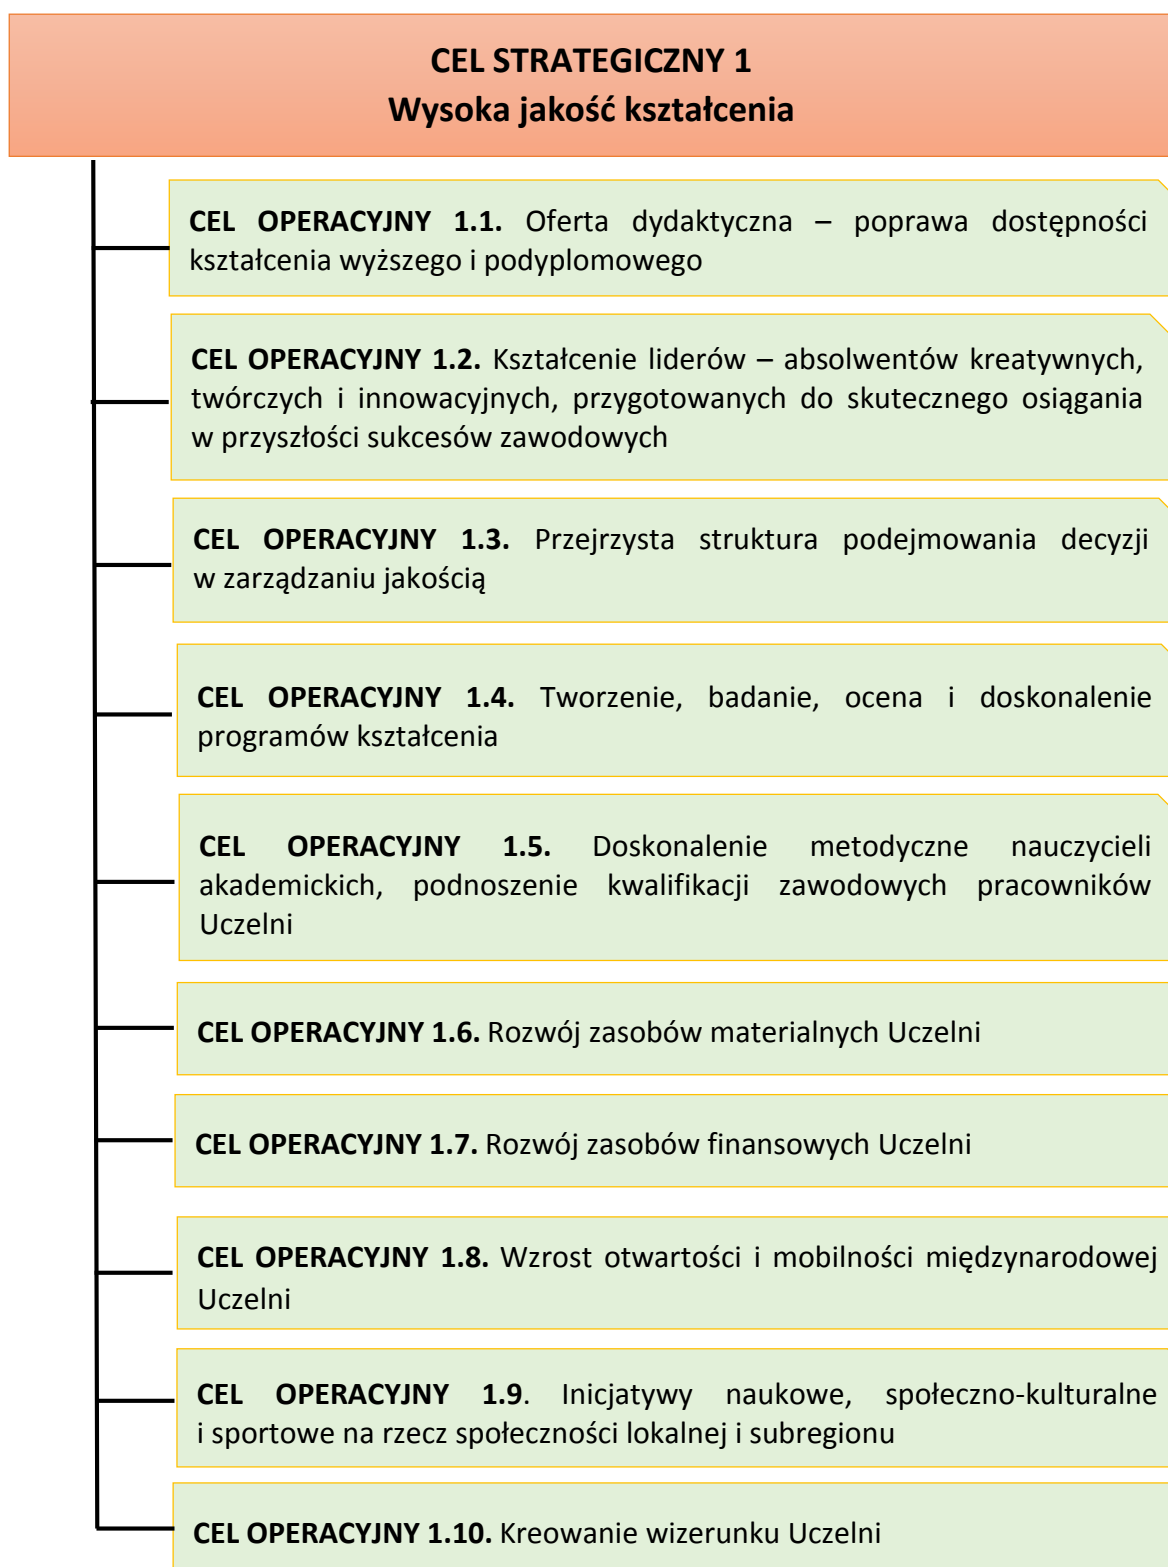 CEL STRATEGICZNY 1
Wysoka jakość kształcenia
CEL OPERACYJNY 1.1. Oferta dydaktyczna – poprawa dostępności
kształcenia wyższego i podyplomowego
CEL OPERACYJNY 1.2. Kształcenie liderów – absolwentów kreatywnych,
twórczych i innowacyjnych, przygotowanych do skutecznego osiągania
w przyszłości sukcesów zawodowych
CEL OPERACYJNY 1.3. Przejrzysta struktura podejmowania decyzji
w zarządzaniu jakością
CEL OPERACYJNY 1.4. Tworzenie, badanie, ocena i doskonalenie
programów kształcenia
CEL OPERACYJNY 1.5. Doskonalenie metodyczne nauczycieli
akademickich, podnoszenie kwalifikacji zawodowych pracowników
Uczelni
CEL OPERACYJNY 1.6. Rozwój zasobów materialnych Uczelni
CEL OPERACYJNY 1.7. Rozwój zasobów finansowych Uczelni
CEL OPERACYJNY 1.8. Wzrost otwartości i mobilności międzynarodowej
Uczelni
CEL OPERACYJNY 1.9. Inicjatywy naukowe, społeczno-kulturalne
i sportowe na rzecz społeczności lokalnej i subregionu
CEL OPERACYJNY 1.10. Kreowanie wizerunku Uczelni